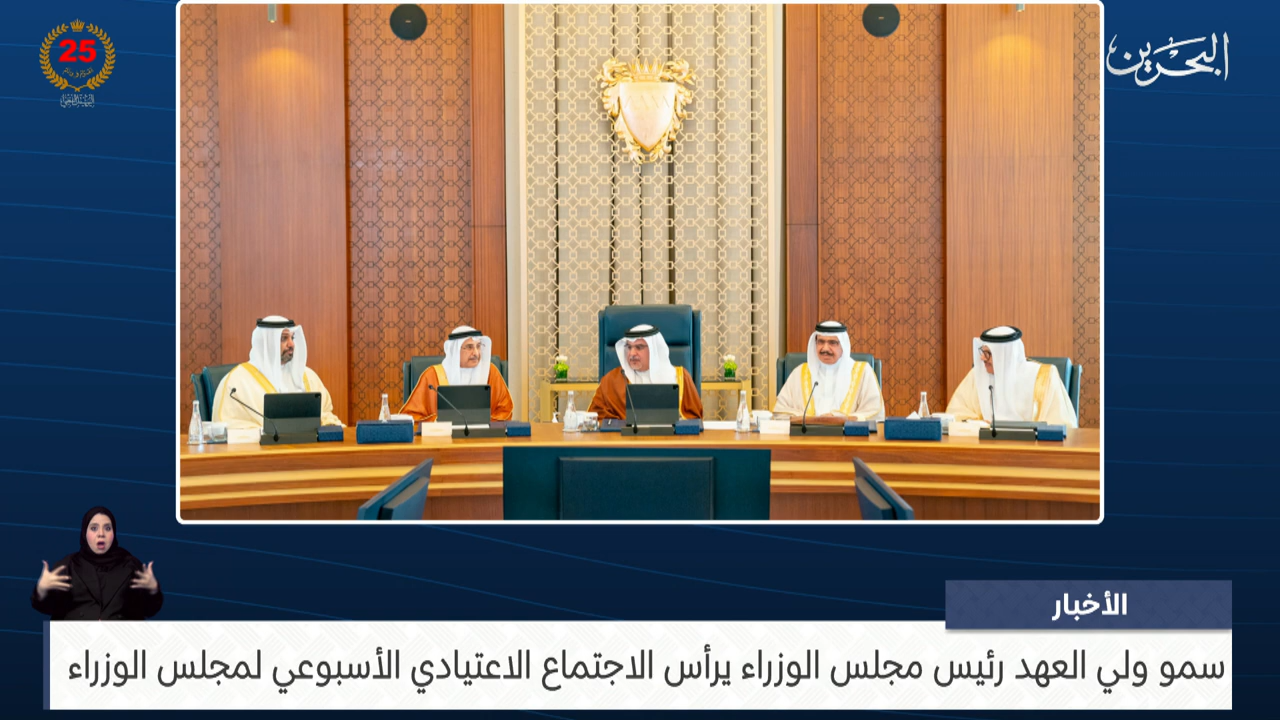 البحرين
25
الأخبار
سمو ولي العهد رئيس مجلس الوزراء يرأس الاجتماع الاعتيادي الأسبوعي لمجلس الوزراء